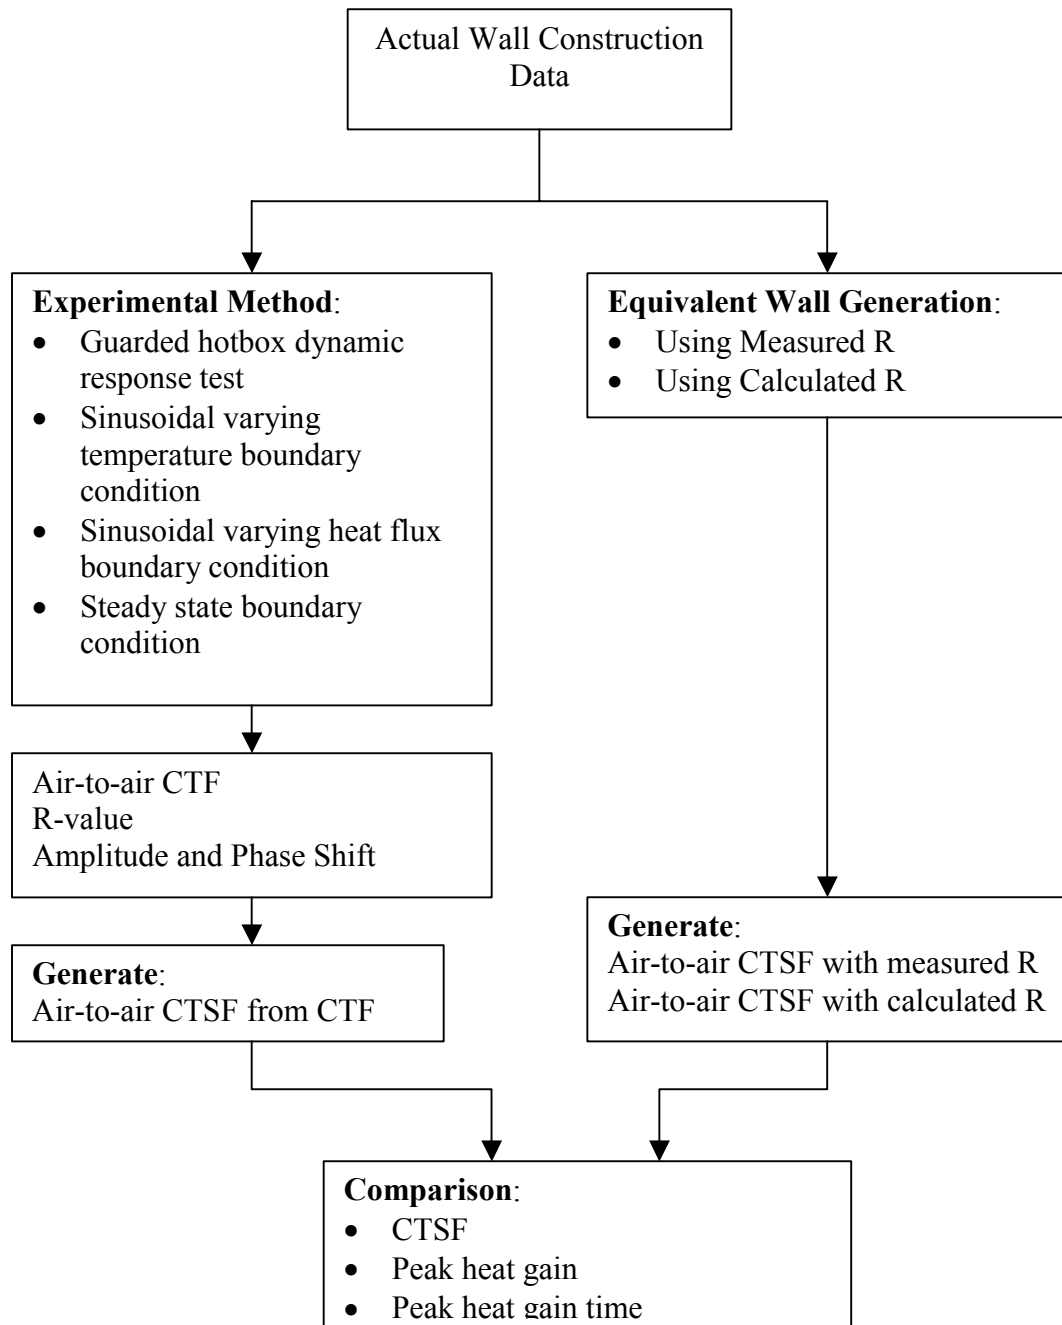 Actual Wall Construction
Data
Experimental Method:
• Guarded hotbox dynamic
response test
• Sinusoidal varying
temperature boundary
condition
• Sinusoidal varying heat flux
boundary condition
• Steady state boundary
condition
Equivalent Wall Generation:
• Using Measured R
• Using Calculated R
Air-to-air CTF
R-value
Amplitude and Phase Shift
Generate:
Air-to-air CTSF from CTF
Generate:
Air-to-air CTSF with measured R
Air-to-air CTSF with calculated R
Comparison:
• CTSF
• Peak heat gain
• Peak heat gain time